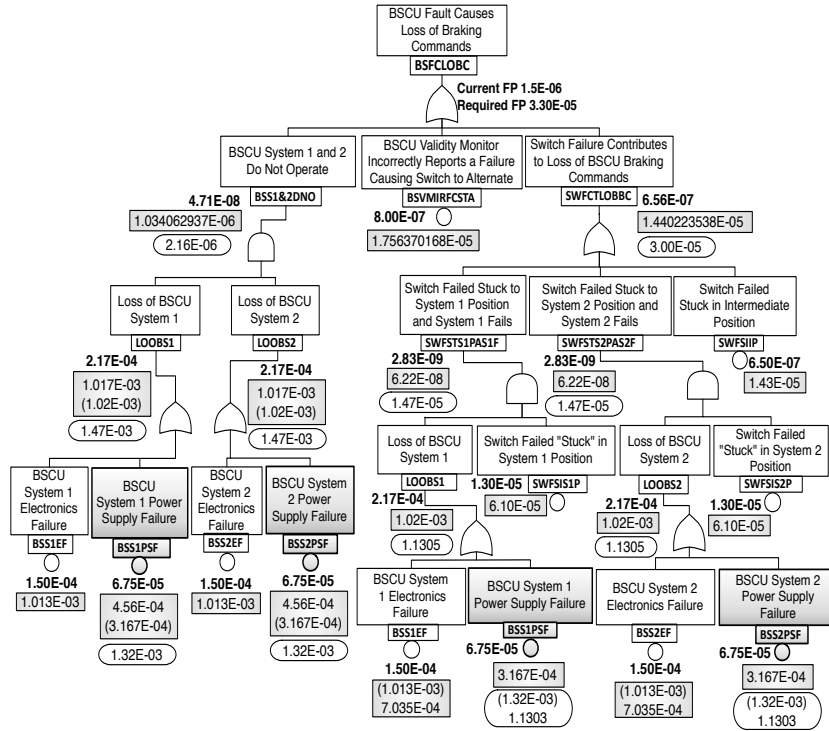 BSCU Fault Causes
Loss of Braking
Commands
BSFCLOBC
Current FP 1.5E-06
Required FP 3.30E-05
BSCU System 1 and 2
Do Not Operate
BSS1&2DNO
4.71E-08
1.034062937E-06
2.16E-06
BSCU Validity Monitor
Incorrectly Reports a Failure
Causing Switch to Alternate
BSVMIRFCSTA
8.00E-07
1.756370168E-05
Switch Failure Contributes
to Loss of BSCU Braking
Commands
SWFCTLOBBC
6.56E-07
1.440223538E-05
3.00E-05
Loss of BSCU
System 1
LOOBS1
2.17E-04
1.017E-03
(1.02E-03)
1.47E-03
Loss of BSCU
System 2
LOOBS2
2.17E-04
1.017E-03
(1.02E-03)
1.47E-03
Switch Failed Stuck to
System 1 Position
and System 1 Fails
SWFSTS1PAS1F
2.83E-09
6.22E-08
1.47E-05
Switch Failed Stuck to
System 2 Position and
System 2 Fails
SWFSTS2PAS2F
2.83E-09
6.22E-08
1.47E-05
Switch Failed
Stuck in Intermediate
Position
SWFSIIP
6.50E-07
1.43E-05
BSCU
System 1
Electronics
Failure
BSS1EF
1.50E-04
1.013E-03
BSCU
System 1 Power
Supply Failure
BSS1PSF
6.75E-05
4.56E-04
(3.167E-04)
1.32E-03
BSCU
System 2
Electronics
Failure
BSS2EF
1.50E-04
1.013E-03
BSCU System
2 Power
Supply Failure
BSS2PSF
6.75E-05
4.56E-04
(3.167E-04)
1.32E-03
Loss of BSCU
System 1
LOOBS1
2.17E-04
1.02E-03
1.1305
Switch Failed "Stuck" in
System 1 Position
SWFSIS1P
1.30E-05
6.10E-05
Loss of BSCU
System 2
LOOBS2
2.17E-04
1.02E-03
1.1305
Switch Failed
"Stuck" in System 2
Position
SWFSIS2P
1.30E-05
6.10E-05
BSCU System
1 Electronics
Failure
BSS1EF
1.50E-04
(1.013E-03)
7.035E-04
BSCU System 1
Power Supply Failure
BSS1PSF
6.75E-05
3.167E-04
(1.32E-03)
1.1303
BSCU System 2
Electronics Failure
BSS2EF
1.50E-04
(1.013E-03)
7.035E-04
BSCU System 2
Power Supply
Failure
BSS2PSF
6.75E-05
3.167E-04
(1.32E-03)
1.1303